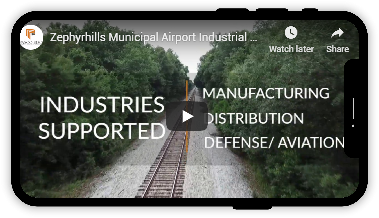 Zephyrhills Municipal Airport Industrial ...
Watch later
Share
INDUSTRIES
SUPPORTED
MANUFACTURING
DISTRIBUTION
DEFENSE/ AVIATION